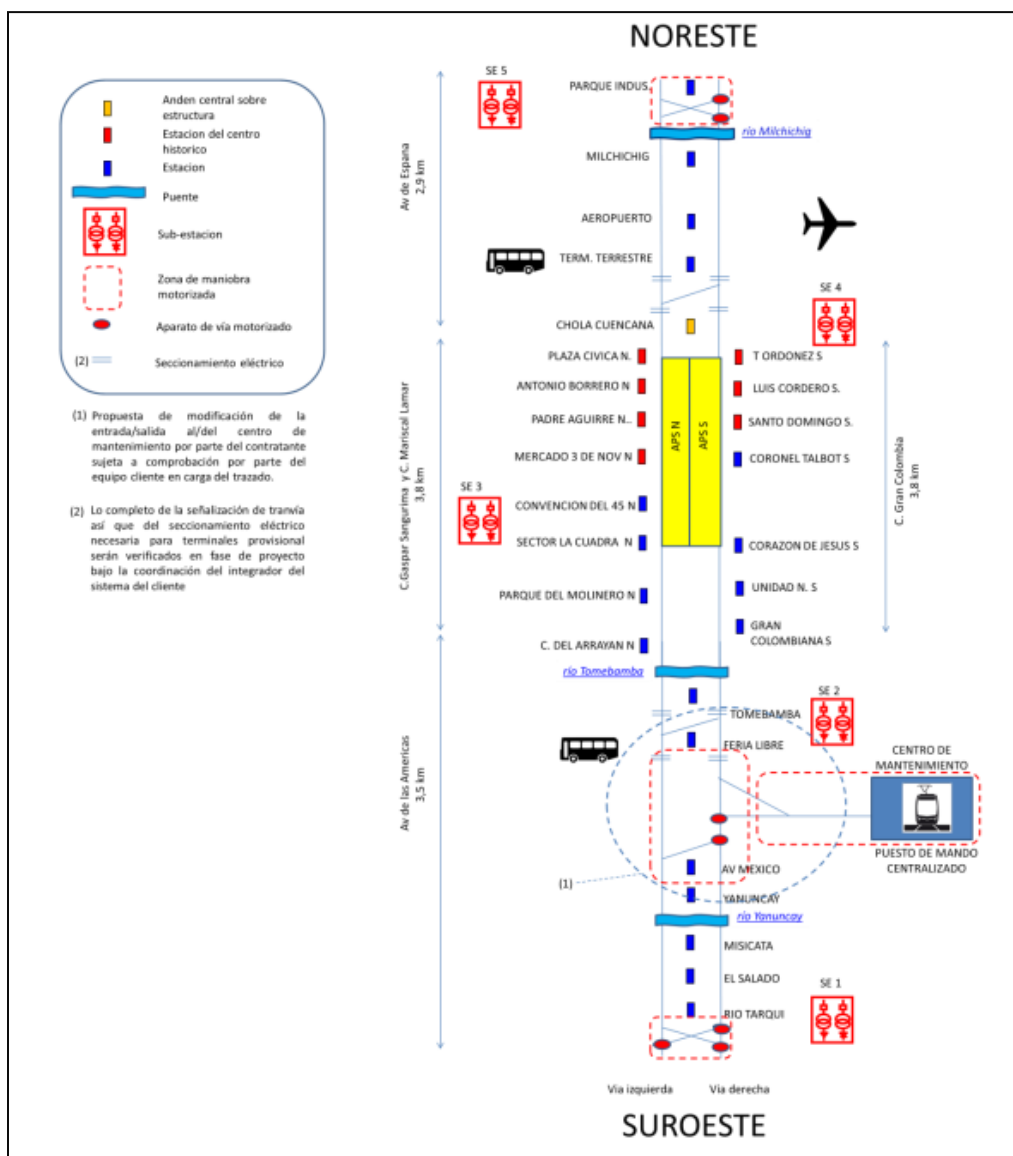 NORESTE
SE 5
PARQUE INDUS.
río Milchichig
MILCHICHIG
AEROPUERTO
TERM. TERRESTRE
SE 4
CHOLA CUENCANA
Av de Espana
2,9 km
Anden central sobre
estructura
Estacion del centro
historico
Estacion
Puente
Sub-estacion
Zona de maniobra
motorizada
Aparato de vía motorizado
(2) Seccionamiento eléctrico
(1) Propuesta de modificación de la
entrada/salida al/del centro de
mantenimiento por parte del contratante
sujeta a comprobación por parte del
equipo cliente en carga del trazado.
(2) Lo completo de la señalización de tranvía
así que del seccionamiento eléctrico
necesaria para terminales provisional
serán verificados en fase de proyecto
bajo la coordinación del integrador del
sistema del cliente
C.Gaspar Sangurima y C. Mariscal Lamar
3,8 km
PLAZA CIVICA N.
T ORDONEZ S
ANTONIO BORRERO N
LUIS CORDERO S.
PADRE AGUIRRE N..
SANTO DOMINGO S.
MERCADO 3 DE NOV N
CORONEL TALBOT S
APS N
APS S
SE 3
CONVENCION DEL 45 N
SECTOR LA CUADRA N
CORAZON DE JESUS S
PARQUE DEL MOLINERO N
UNIDAD N. S
C. DEL ARRAYAN N
GRAN
COLOMBIANA S
C. Gran Colombia
3,8 km
río Tomebamba
Av de las Americas
3,5 km
SE 2
TOMEBAMBA
FERIA LIBRE
CENTRO DE
MANTENIMIENTO
PUESTO DE MANDO
CENTRALIZADO
AV MEXICO
(1)
YANUNCAY
río Yanuncay
MISICATA
EL SALADO
SE 1
RIO TARQUI
Via izquierda
Via derecha
SUROESTE